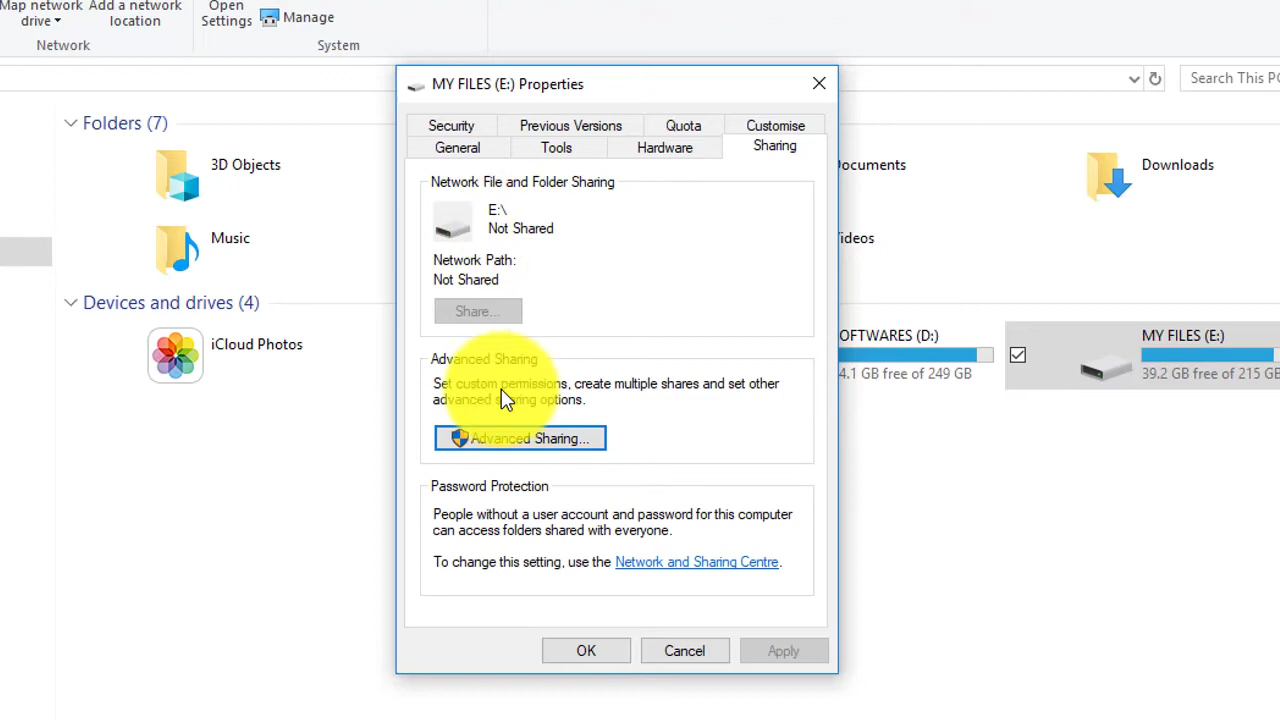 Map network
drive
Add a network
location
Open
Settings
Manage
Network
System
MY FILES (E:) Properties
Search This PC
Security
Previous Versions
Quota
Customise
General
Tools
Hardware
Sharing
Folders (7)
3D Objects
Documents
Downloads
Music
Videos
Network File and Folder Sharing
E:\
Not Shared
Network Path:
Not Shared
Share...
Devices and drives (4)
iCloud Photos
SOFTWARES (D:)
4.1 GB free of 249 GB
MY FILES (E:)
39.2 GB free of 215 GB
Advanced Sharing
Set custom permissions, create multiple shares and set other
advanced sharing options.
Advanced Sharing...
Password Protection
People without a user account and password for this computer
can access folders shared with everyone.
To change this setting, use the Network and Sharing Centre.
OK
Cancel
Apply